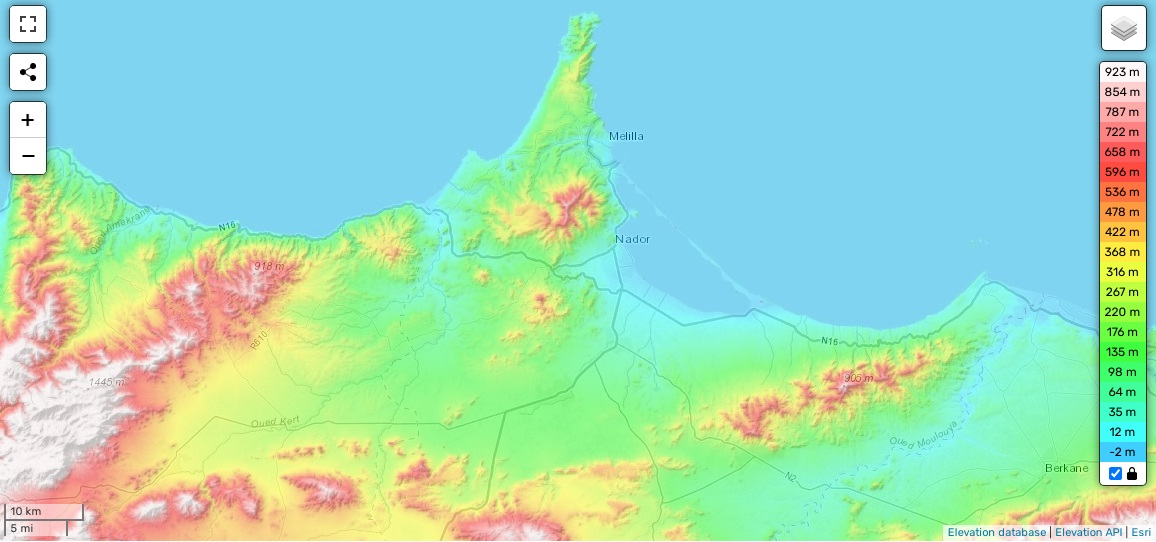 +
−
Melilla
Nador
N16
Oued Amekrane
918 m
R610
1445 m
Oued Kert
N16
905 m
Oued Moulouya
N2
Berkane
923 m
854 m
787 m
722 m
658 m
596 m
536 m
478 m
422 m
368 m
316 m
267 m
220 m
176 m
135 m
98 m
64 m
35 m
12 m
-2 m
10 km
5 mi
Elevation database | Elevation API | Esri